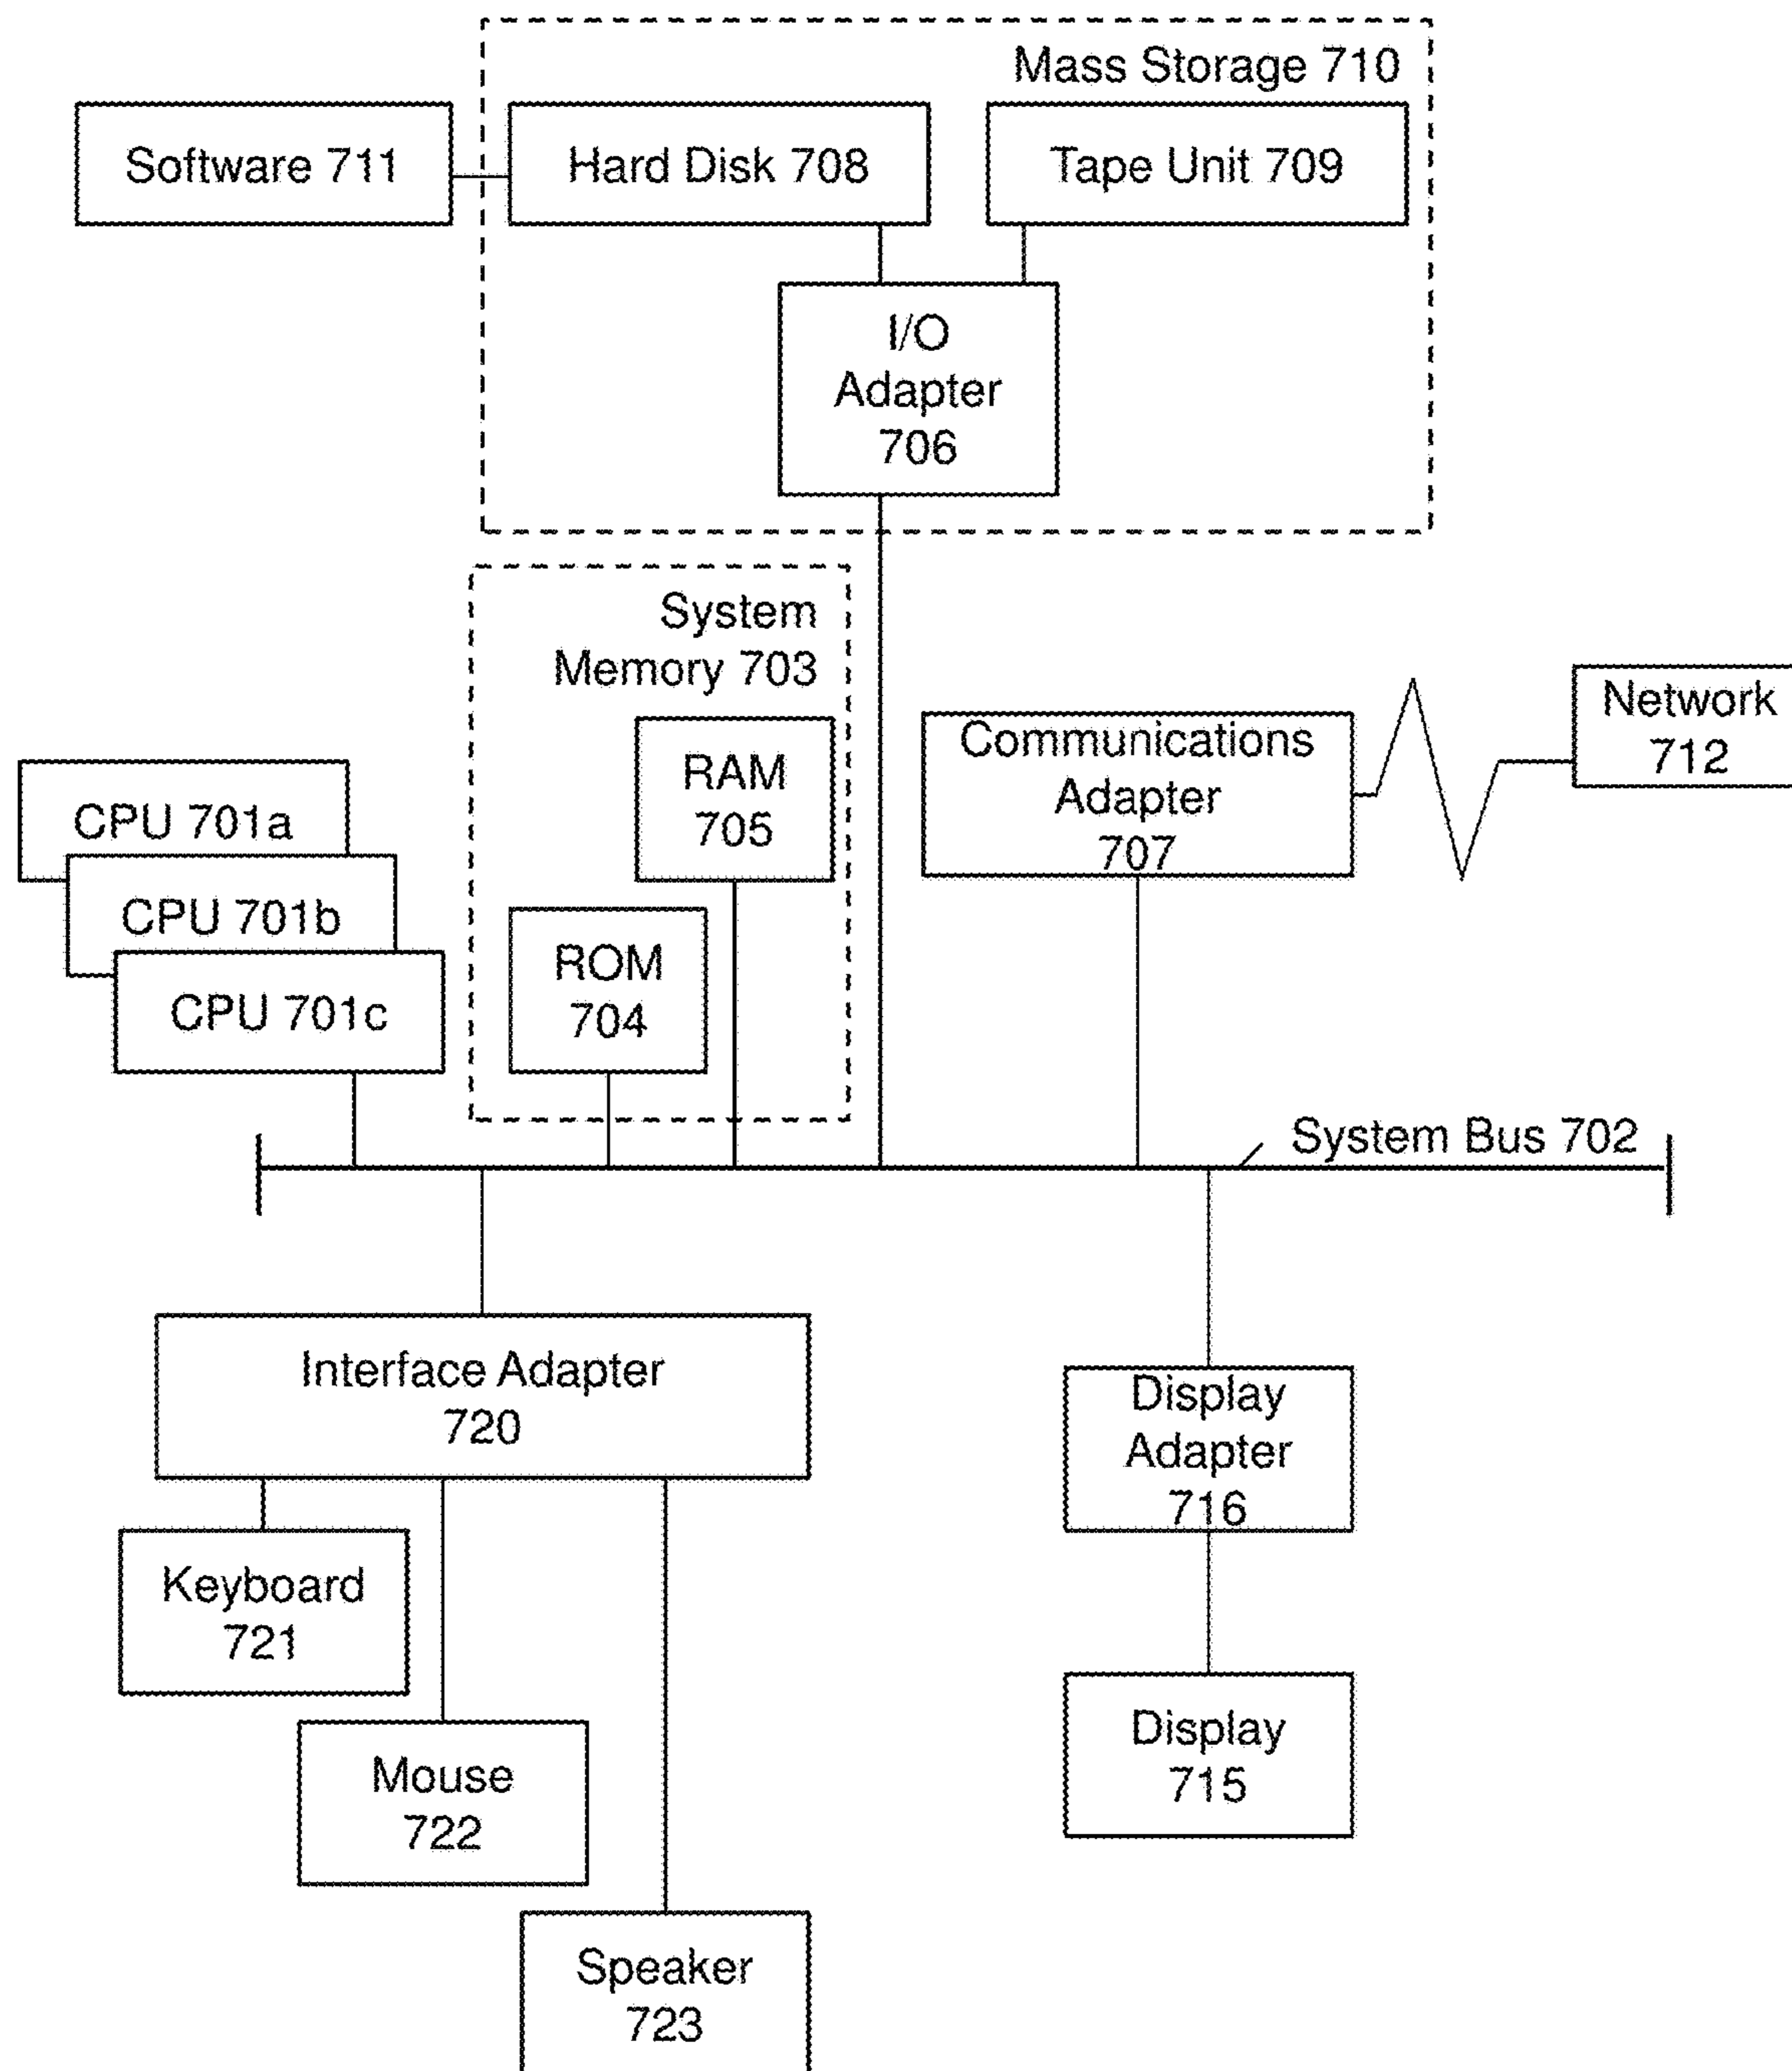 Mass Storage 710
Software 711
Hard Disk 708
Tape Unit 709
I/O
Adapter
706
System
Memory 703
RAM
705
ROM
704
Communications
Adapter
707
Network
712
CPU 701a
CPU 701b
CPU 701c
System Bus 702
Interface Adapter
720
Display
Adapter
716
Keyboard
721
Mouse
722
Display
715
Speaker
723